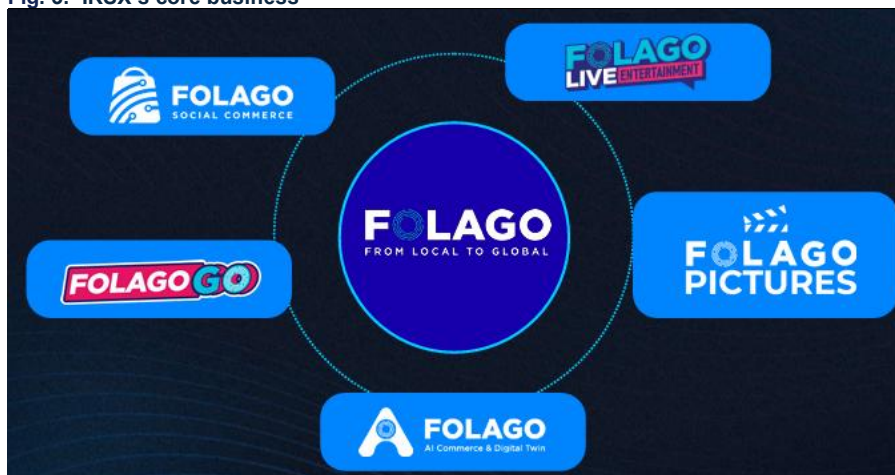 FOLAGO
LIVE ENTERTAINMENT
FOLAGO
SOCIAL COMMERCE
FOLAGO
FROM LOCAL TO GLOBAL
FOLAGO
PICTURES
FOLAGOGO
FOLAGO
AI Commerce & Digital Twin